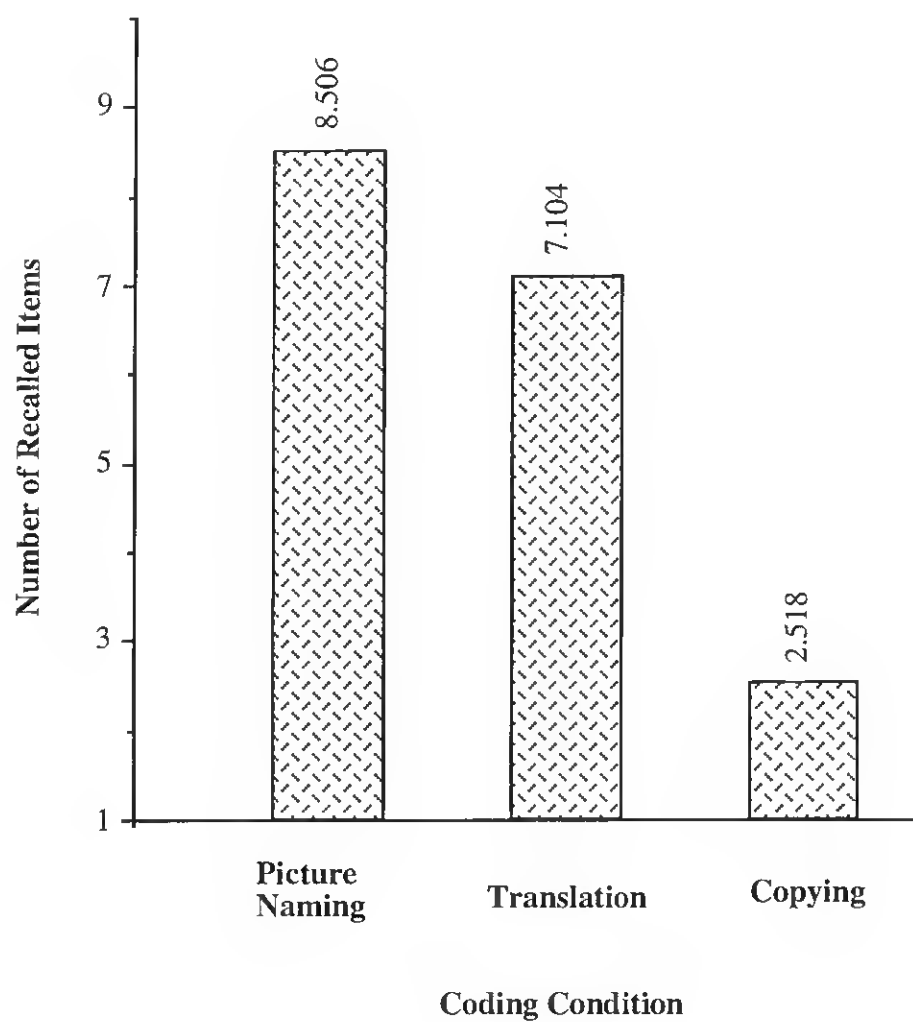 Number of Recalled Items
9
7
5
3
1
8.506
7.104
2.518
Picture
Naming
Translation
Copying
Coding Condition